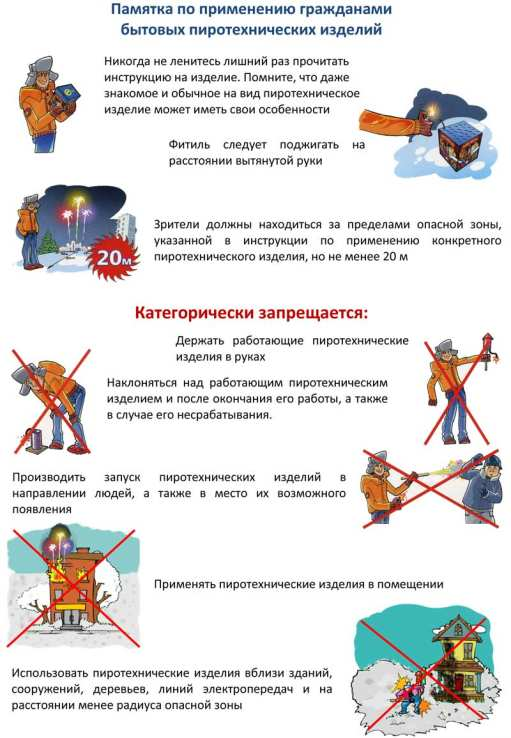 Памятка по применению гражданами
бытовых пиротехнических изделий
Никогда не ленитесь лишний раз прочитать
инструкцию на изделие. Помните, что даже
знакомое и обычное на вид пиротехническое
изделие может иметь свои особенности
Фитиль следует поджигать на
расстоянии вытянутой руки
Зрители должны находиться за пределами опасной зоны,
указанной в инструкции по применению конкретного
пиротехнического изделия, но не менее 20 м
20м
Категорически запрещается:
Держать работающие пиротехнические
изделия в руках
Наклоняться над работающим пиротехническим
изделием и после окончания его работы, а также
в случае его несрабатывания.
Производить запуск пиротехнических изделий в
направлении людей, а также в место их возможного
появления
Применять пиротехнические изделия в помещении
Использовать пиротехнические изделия вблизи зданий,
сооружений, деревьев, линий электропередач и на
расстоянии менее радиуса опасной зоны